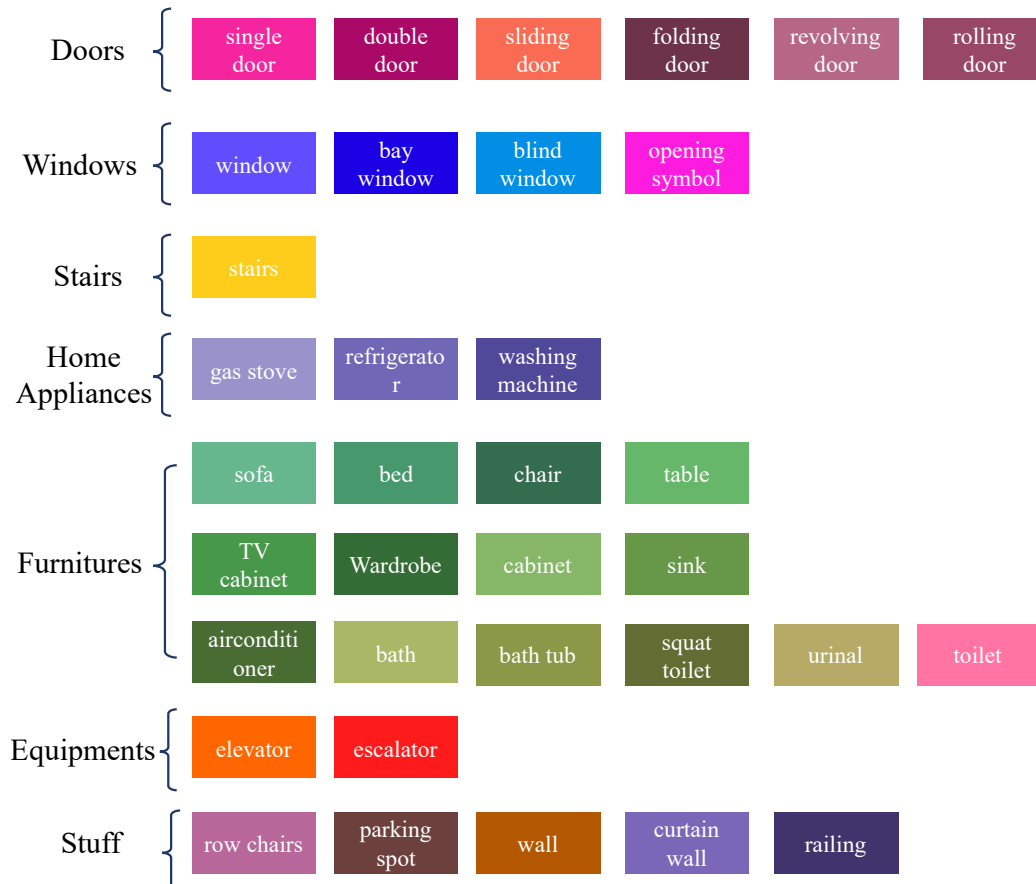 Doors
single
door
double
door
sliding
door
folding
door
revolving
door
rolling
door
Windows
window
bay
window
blind
window
opening
symbol
Stairs
stairs
Home
Appliances
gas stove
refrigerato
r
washing
machine
Furnitures
sofa
bed
chair
table
TV
cabinet
Wardrobe
cabinet
sink
airconditi
oner
bath
bath tub
squat
toilet
urinal
toilet
Equipments
elevator
escalator
Stuff
row chairs
parking
spot
wall
curtain
wall
railing